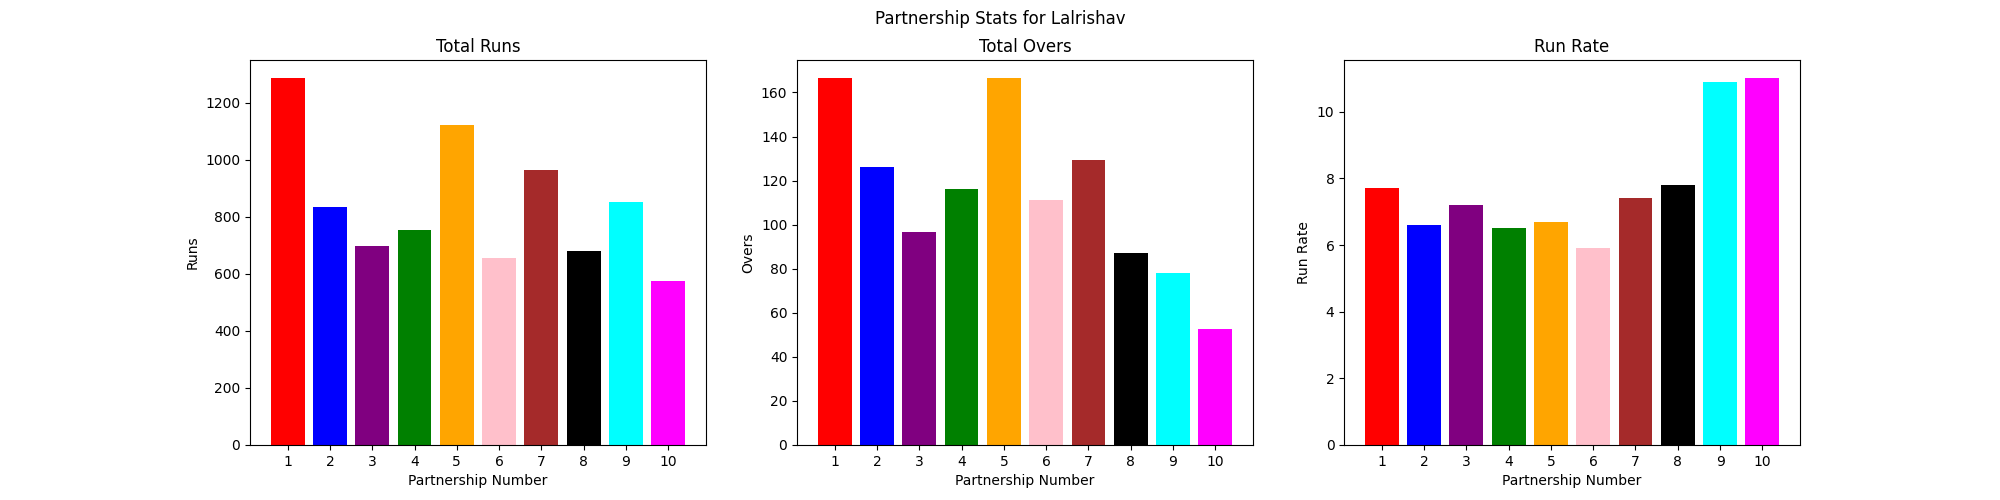 Partnership Stats for Lalrishav
Total Runs
Runs
1200
1000
800
600
400
200
0
1 2 3 4 5 6 7 8 9 10
Partnership Number
Total Overs
Overs
160
140
120
100
80
60
40
20
0
1 2 3 4 5 6 7 8 9 10
Partnership Number
Run Rate
Run Rate
10
8
6
4
2
0
1 2 3 4 5 6 7 8 9 10
Partnership Number